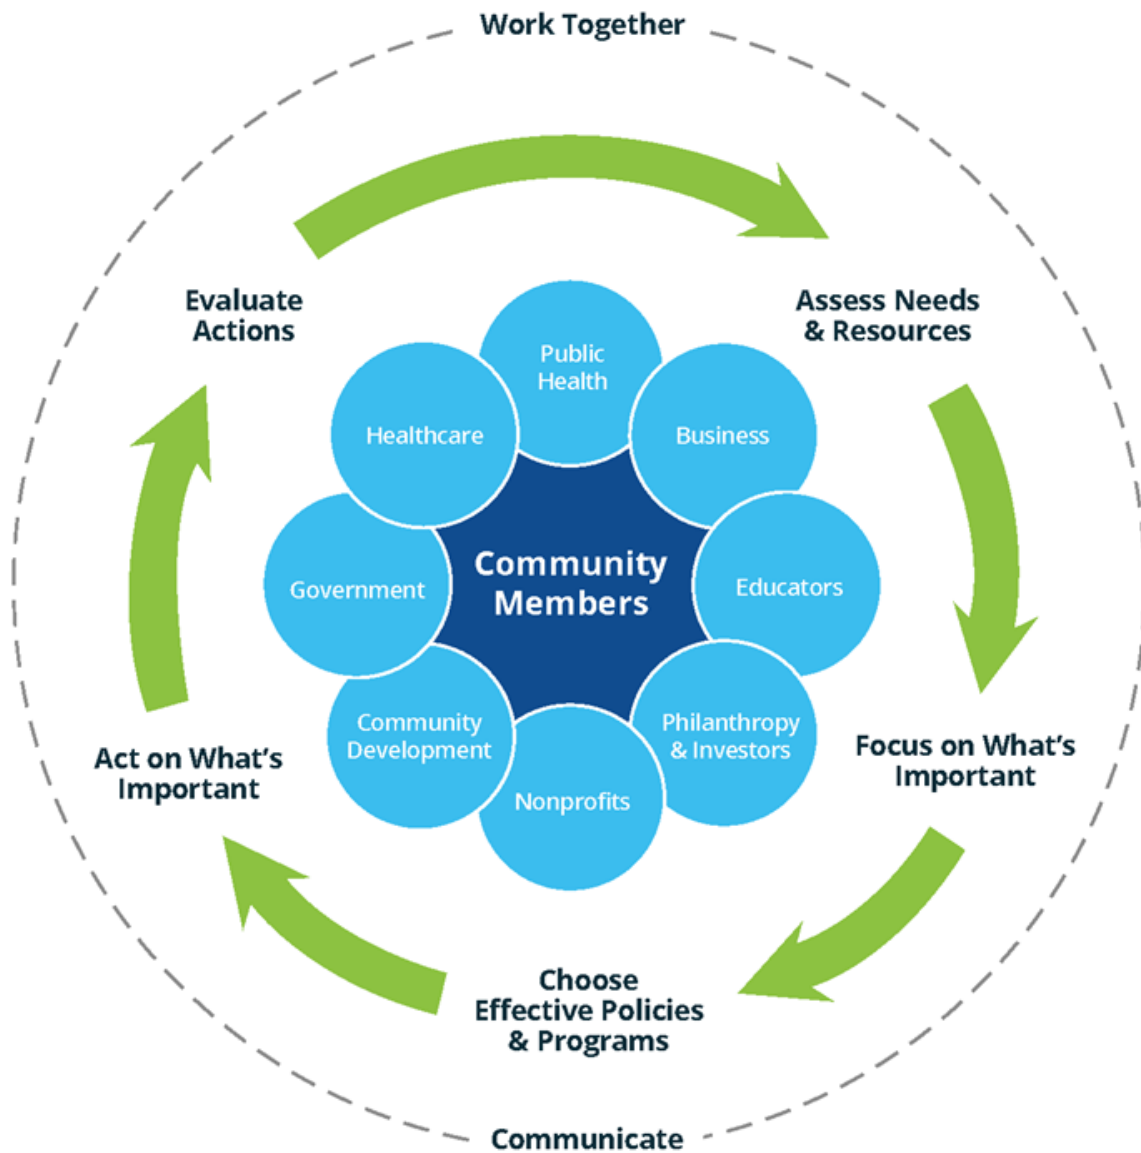 Work Together
Evaluate
Actions
Assess Needs
& Resources
Public
Health
Healthcare
Business
Community
Members
Government
Educators
Community
Development
Philanthropy
& Investors
Nonprofits
Act on What's
Important
Focus on What's
Important
Choose
Effective Policies
& Programs
Communicate